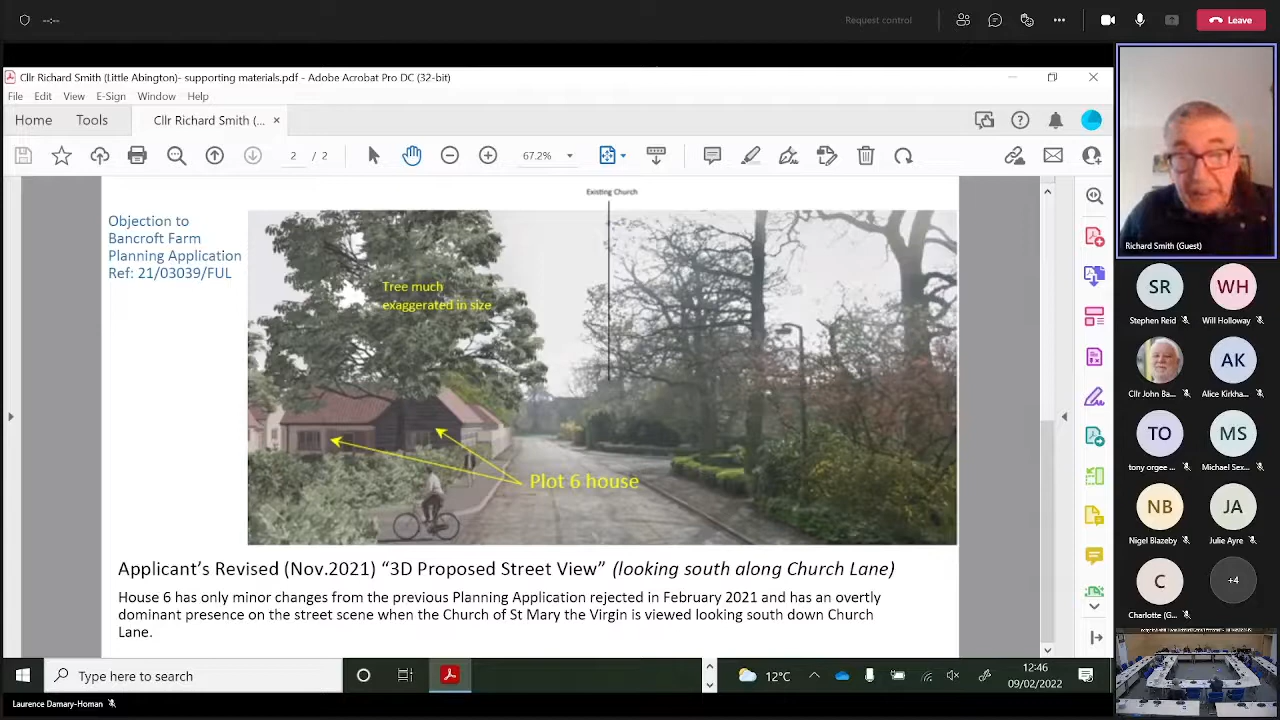 --:--
Request control
Leave
Cllr Richard Smith (Little Abington)- supporting materials.pdf - Adobe Acrobat Pro DC (32-bit)
File Edit View E-Sign Window Help
Home Tools Cllr Richard Smith (... ×
2 / 2 67.2%
Existing Church
Objection to
Bancroft Farm
Planning Application
Ref: 21/03039/FUL
Tree much
exaggerated in size
Plot 6 house
Applicant's Revised (Nov.2021) “3D Proposed Street View” (looking south along Church Lane)
House 6 has only minor changes from the previous Planning Application rejected in February 2021 and has an overtly
dominant presence on the street scene when the Church of St Mary the Virgin is viewed looking south down Church
Lane.
Type here to search
12°C
12:46
09/02/2022
Laurence Damary-Homan
Richard Smith (Guest)
SR WH
Stephen Reid Will Holloway
AK
Cllr John Ba... Alice Kirkha...
TO MS
tony orgee ... Michael Sex...
NB JA
Nigel Blazeby Julie Ayre
C +4
Charlotte (G...